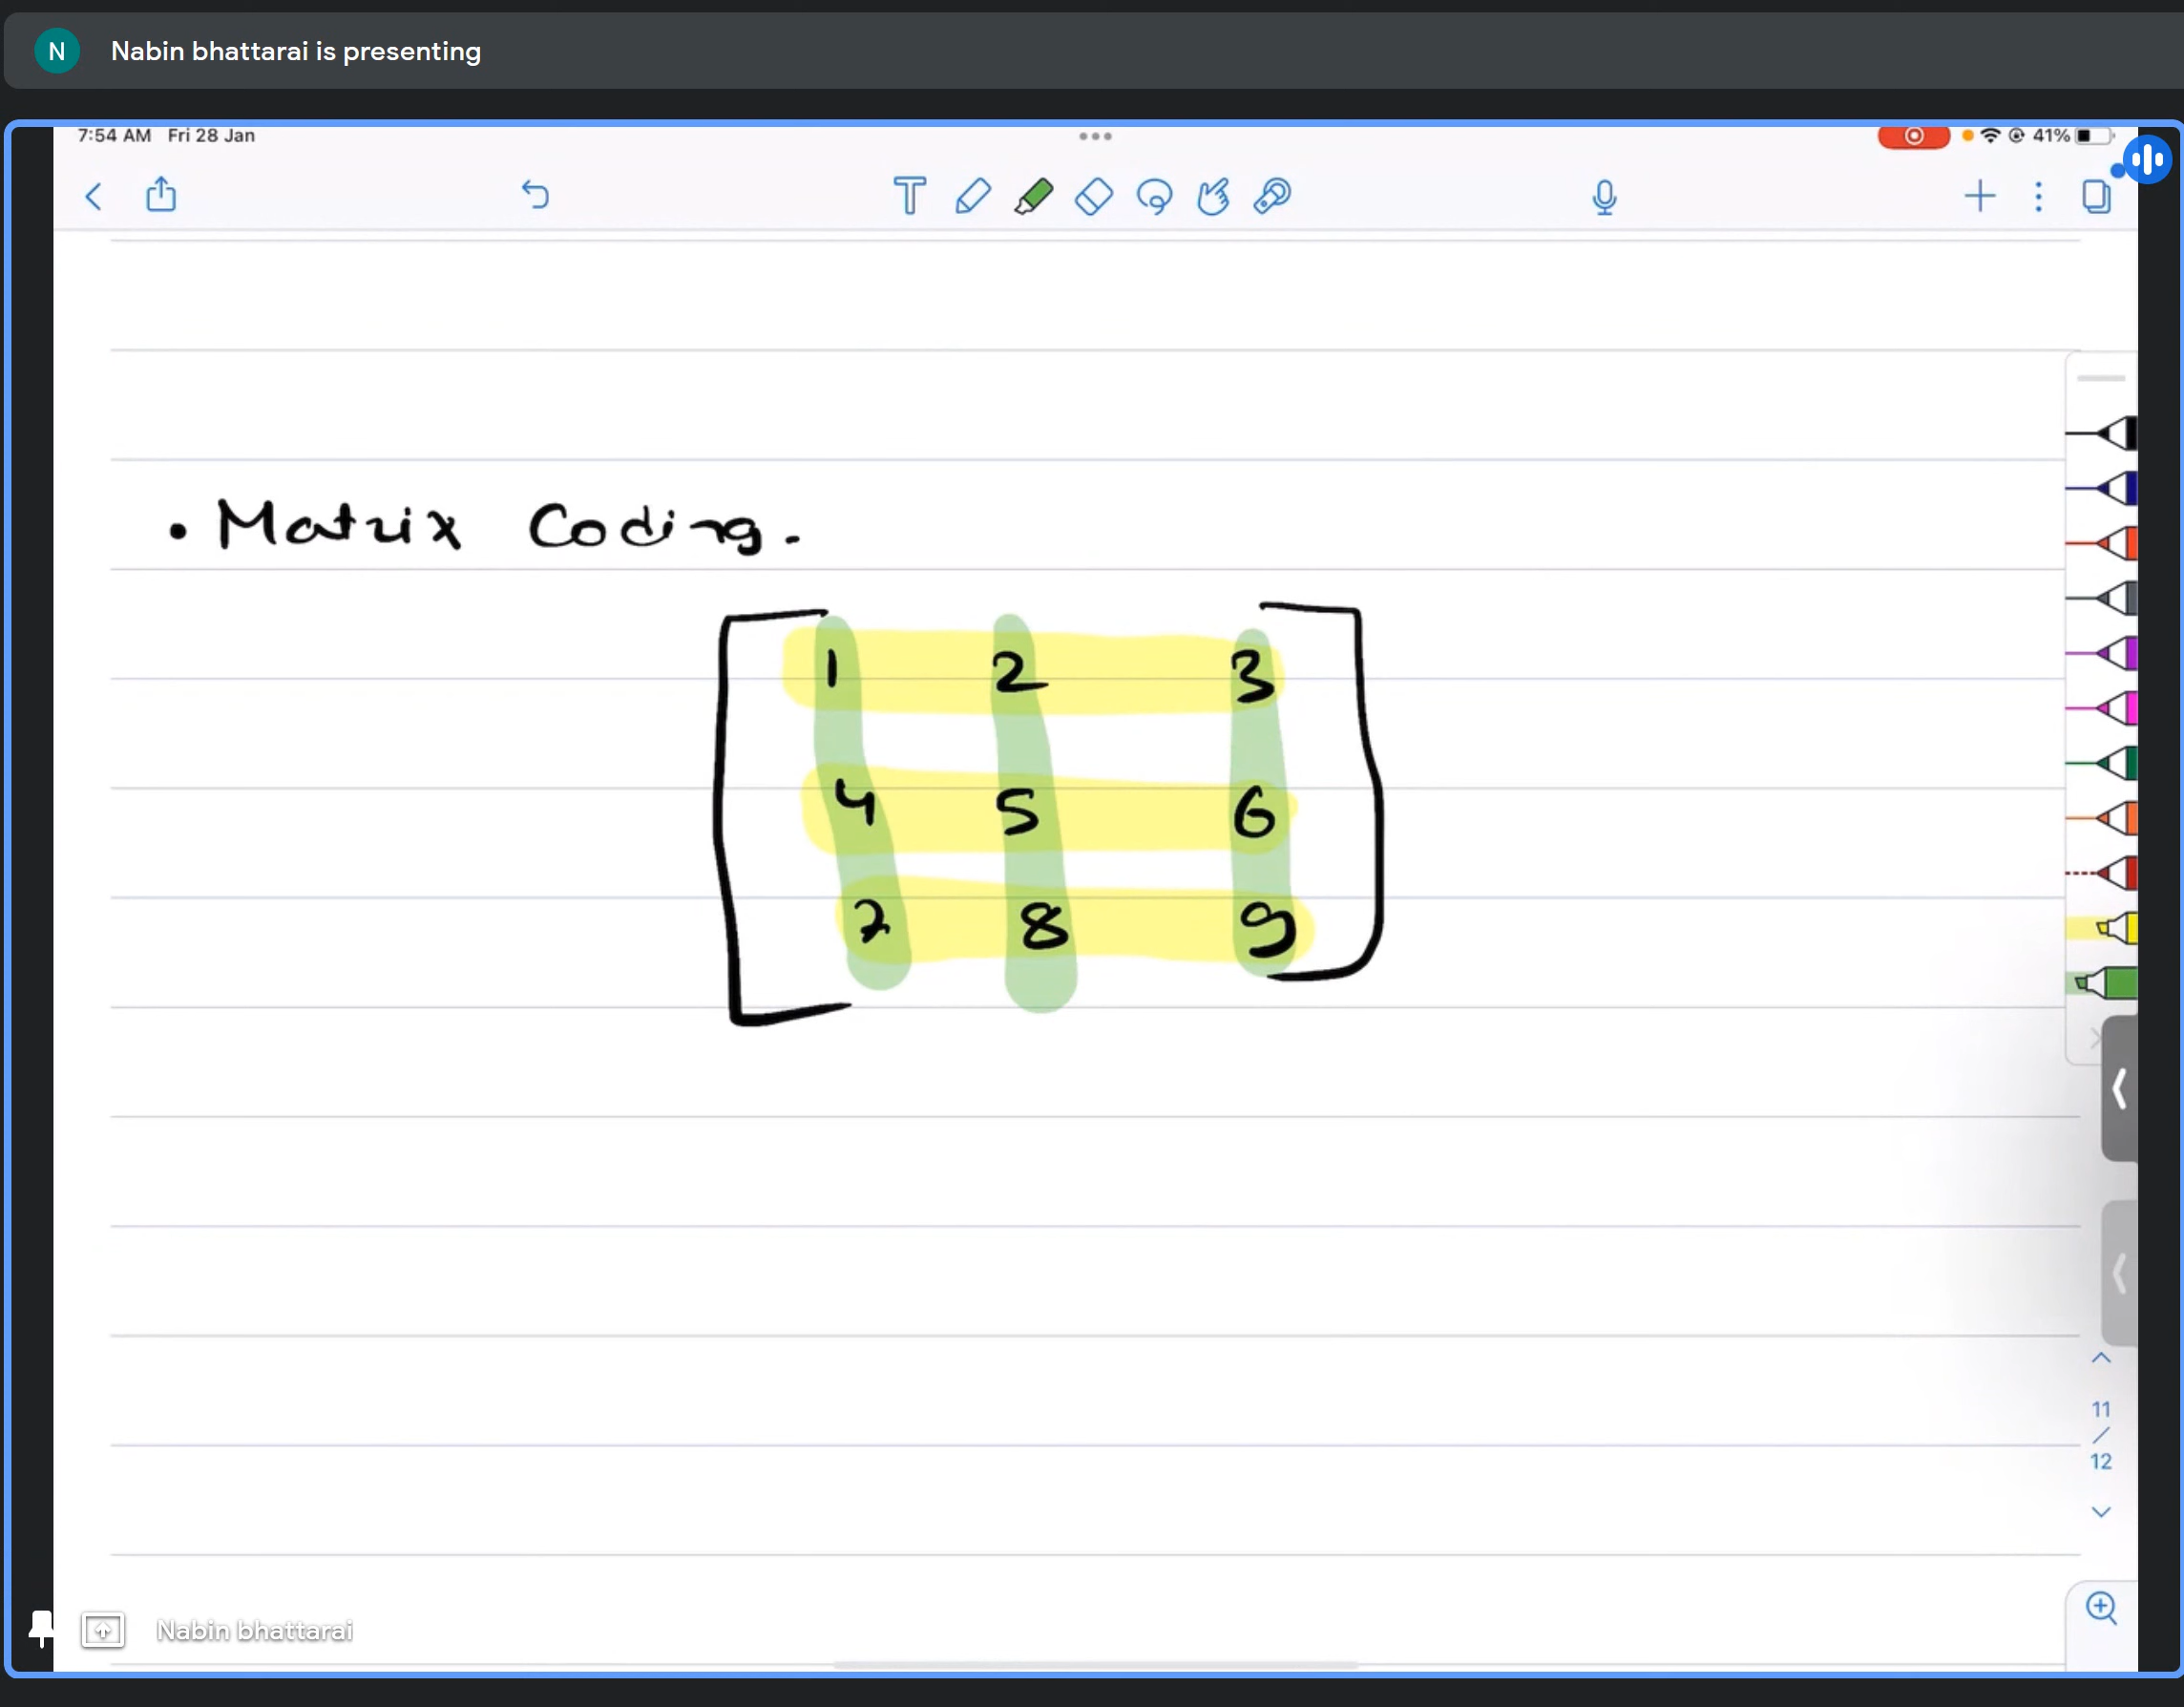 N Nabin bhattarai is presenting
7:54 AM Fri 28 Jan
41%
• Matrix Coding.
1 2 3
4 5 6
7 8 9
11
/
12
Nabin bhattarai